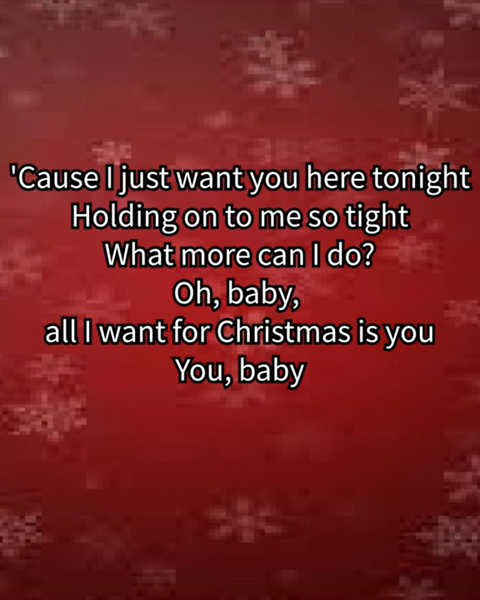 'Cause I just want you here tonight
Holding on to me so tight
What more can I do?
Oh, baby,
all I want for Christmas is you
You, baby